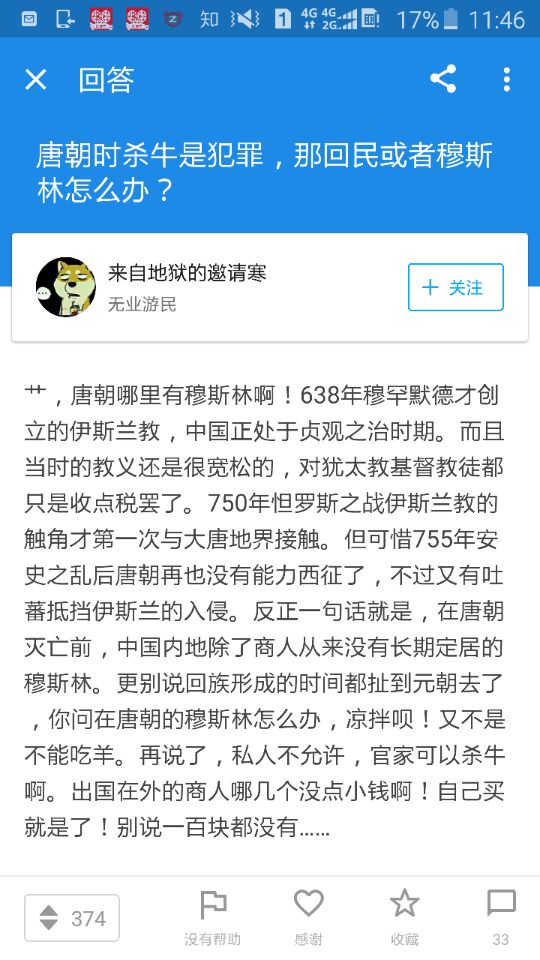 知 1 4G 4G 2G 17% 11:46
回答
唐朝时杀牛是犯罪，那回民或者穆斯
林怎么办？
来自地狱的邀请寒
无业游民
+ 关注
艹，唐朝哪里有穆斯林啊！638年穆罕默德才创
立的伊斯兰教，中国正处于贞观之治时期。而且
当时的教义还是很宽松的，对犹太教基督教徒都
只是收点税罢了。750年怛罗斯之战伊斯兰教的
触角才第一次与大唐地界接触。但可惜755年安
史之乱后唐朝再也没有能力西征了，不过又有吐
蕃抵挡伊斯兰的入侵。反正一句话就是，在唐朝
灭亡前，中国内地除了商人从来没有长期定居的
穆斯林。更别说回族形成的时间都扯到元朝去了
，你问在唐朝的穆斯林怎么办，凉拌呗！又不是
不能吃羊。再说了，私人不允许，官家可以杀牛
啊。出国在外的商人哪几个没点小钱啊！自己买
就是了！别说一百块都没有……
374
没有帮助
感谢
收藏
33